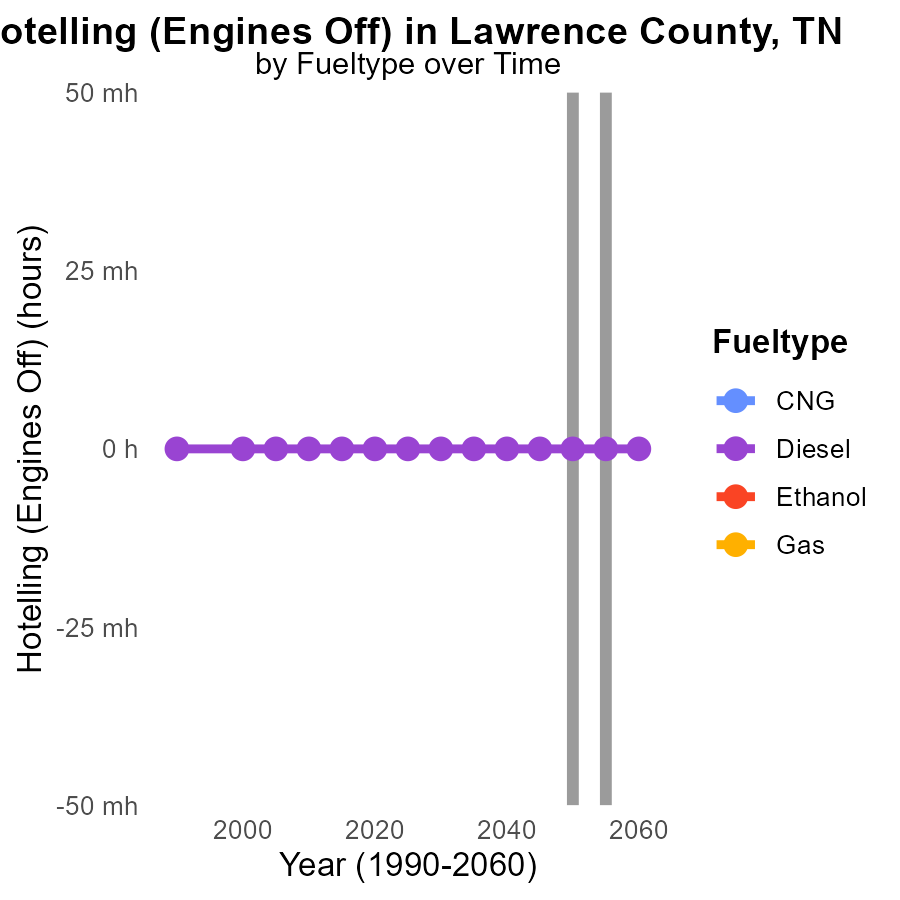 otelling (Engines Off) in Lawrence County, TN
by Fueltype over Time
50 mh
25 mh
0 h
-25 mh
-50 mh
Hotelling (Engines Off) (hours)
2000 2020 2040 2060
Year (1990-2060)
Fueltype
CNG
Diesel
Ethanol
Gas